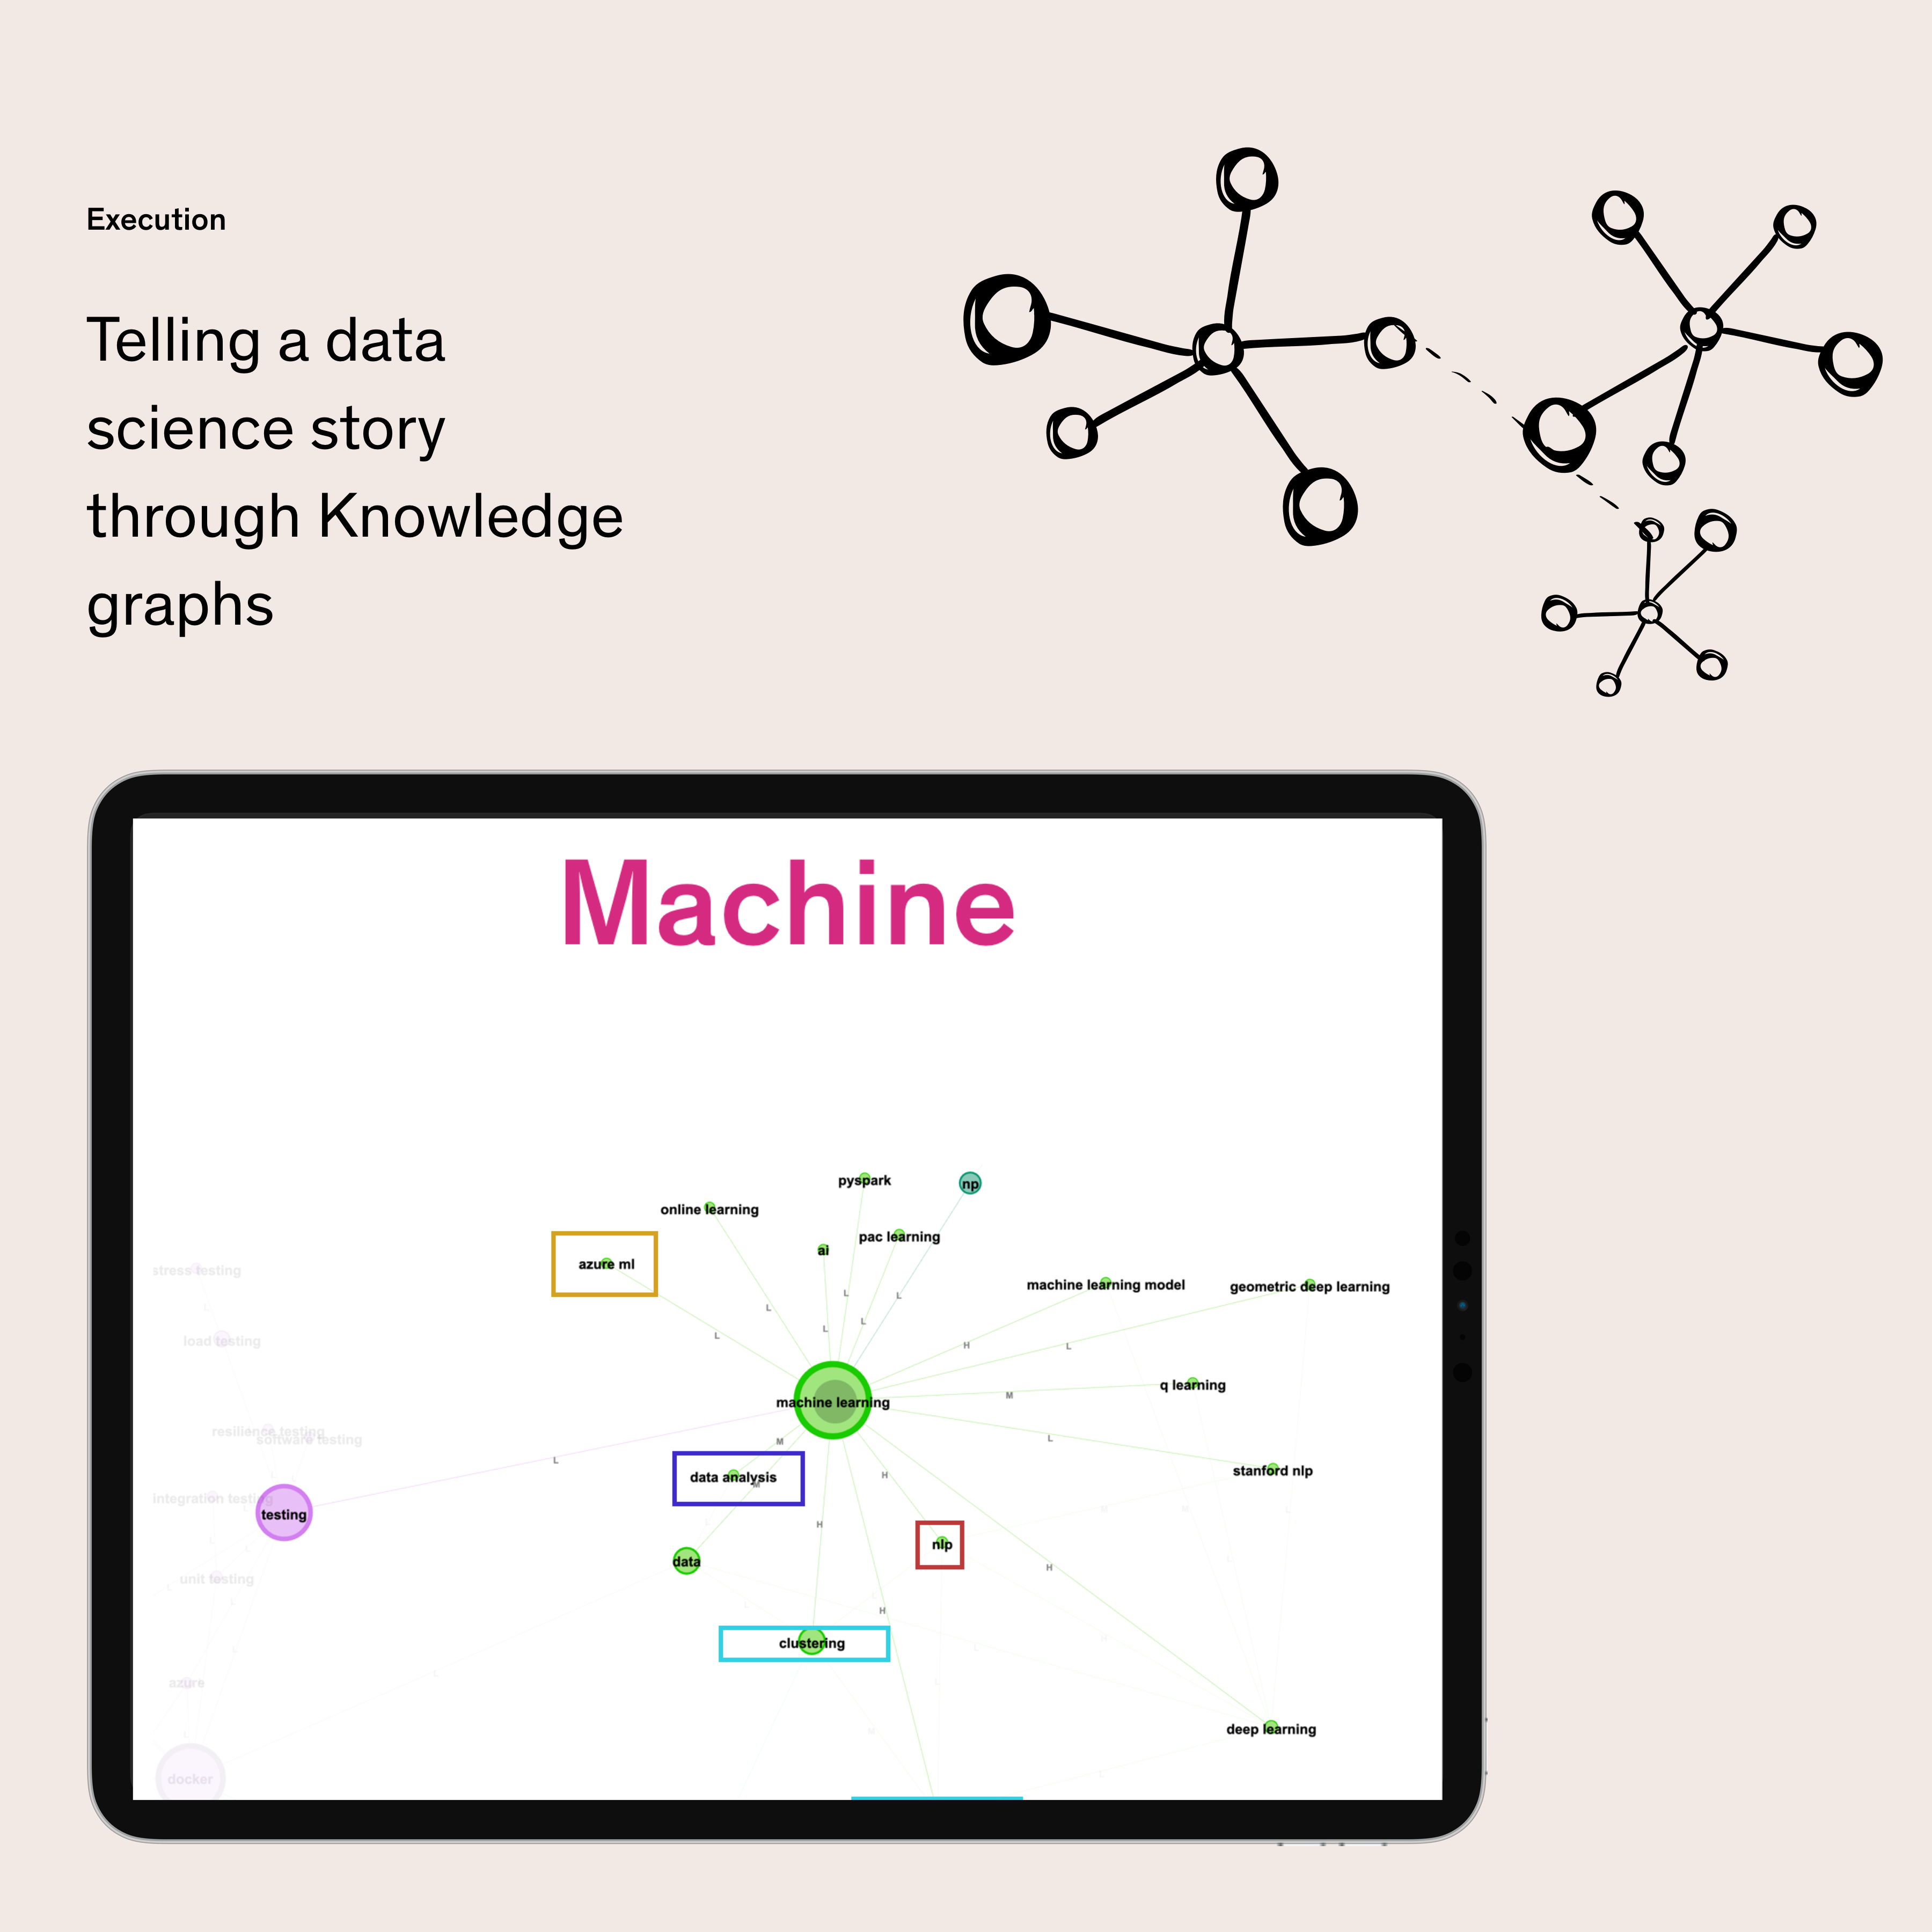 Execution
Telling a data
science story
through Knowledge
graphs
Machine
pyspark
np
online learning
pac learning
ai
azure ml
machine learning model
geometric deep learning
stress testing
L
L
L
L
L
L
load testing
L
H
L
q learning
M
machine learning
resilience testing
software testing
M
L
L
stanford nlp
data analysis
H
M
integration testing
testing
H
nlp
data
H
unit testing
H
clustering
L
azure
deep learning
docker